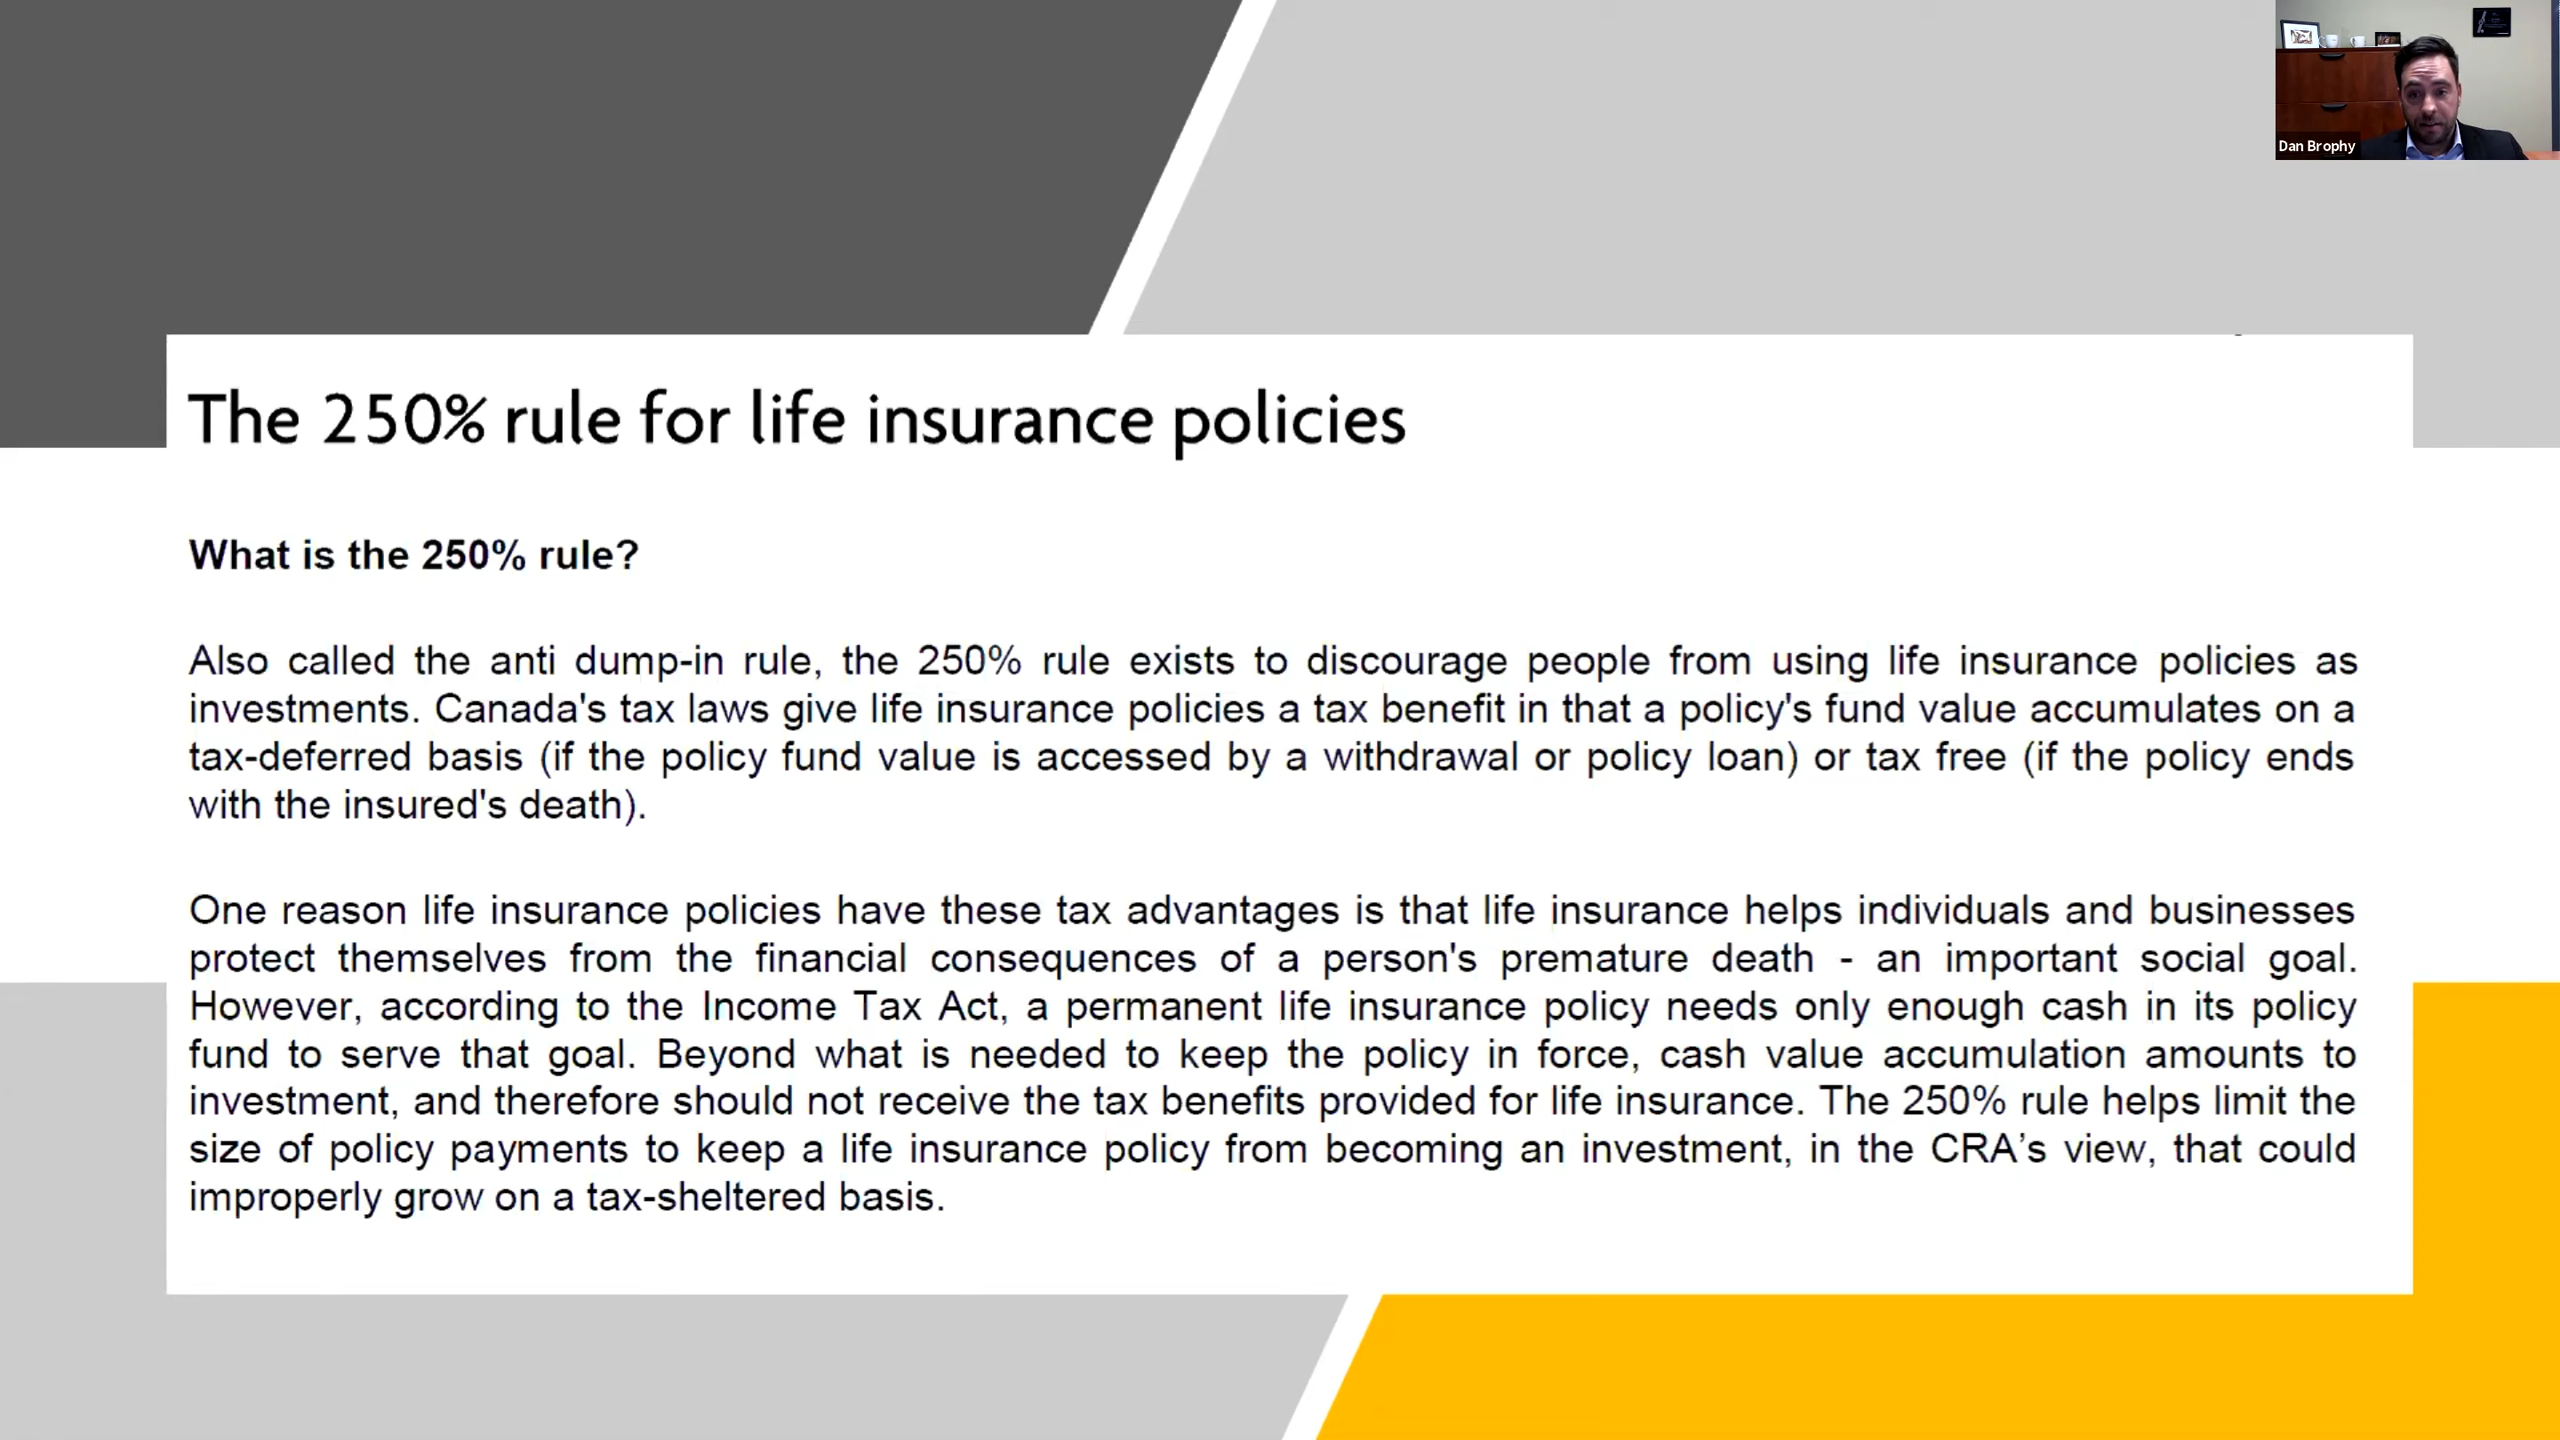 Dan Brophy
The 250% rule for life insurance policies
What is the 250% rule?
Also called the anti dump-in rule, the 250% rule exists to discourage people from using life insurance policies as
investments. Canada's tax laws give life insurance policies a tax benefit in that a policy's fund value accumulates on a
tax-deferred basis (if the policy fund value is accessed by a withdrawal or policy loan) or tax free (if the policy ends
with the insured's death).
One reason life insurance policies have these tax advantages is that life insurance helps individuals and businesses
protect themselves from the financial consequences of a person's premature death - an important social goal.
However, according to the Income Tax Act, a permanent life insurance policy needs only enough cash in its policy
fund to serve that goal. Beyond what is needed to keep the policy in force, cash value accumulation amounts to
investment, and therefore should not receive the tax benefits provided for life insurance. The 250% rule helps limit the
size of policy payments to keep a life insurance policy from becoming an investment, in the CRA’s view, that could
improperly grow on a tax-sheltered basis.